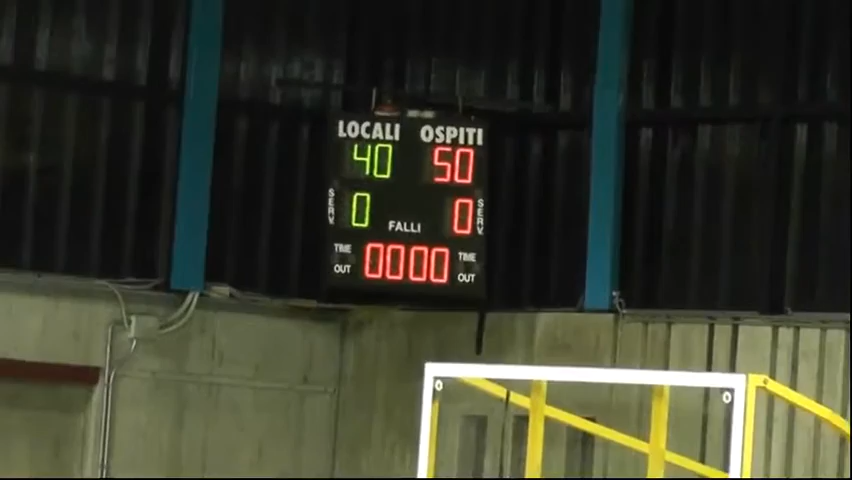 LOCALI OSPITI
40 50
SERV. 0 0 SERV.
FALLI
TIME OUT 0000 TIME OUT